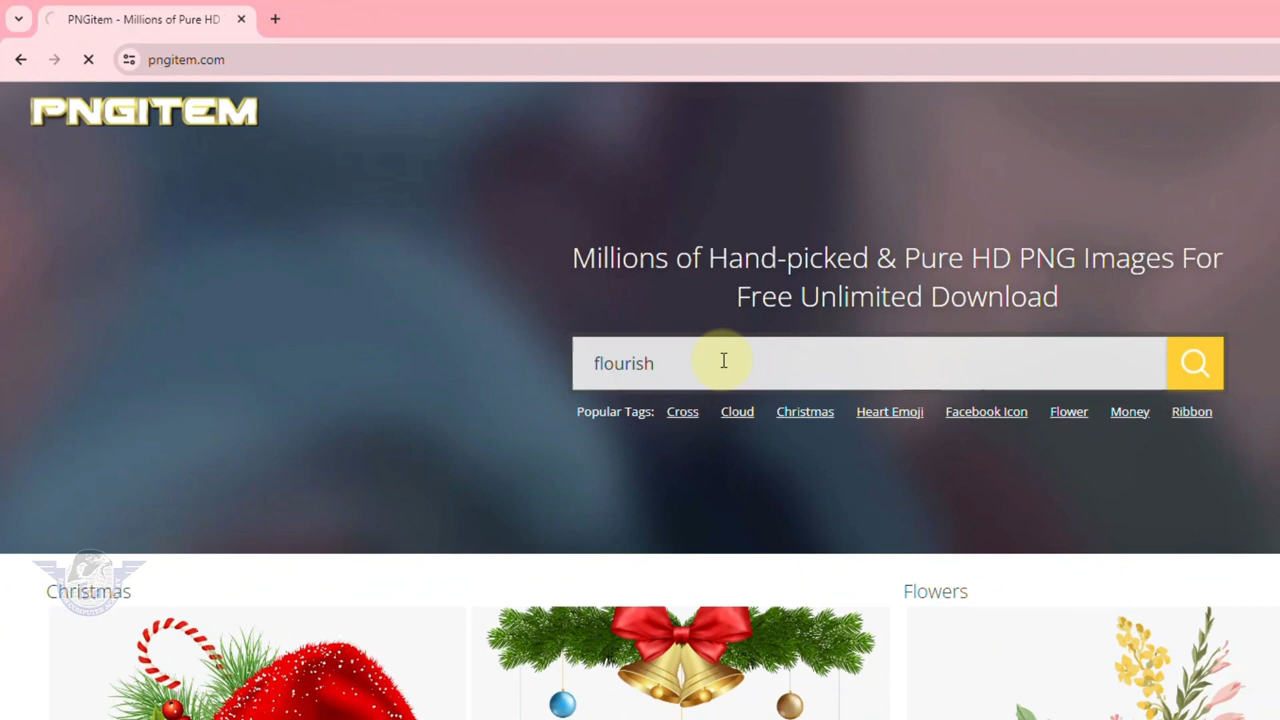 PNGitem - Millions of Pure HD
pngitem.com
PNGITEM
Millions of Hand-picked & Pure HD PNG Images For
Free Unlimited Download
flourish
Popular Tags: Cross Cloud Christmas Heart Emoji Facebook Icon Flower Money Ribbon
Christmas
Flowers